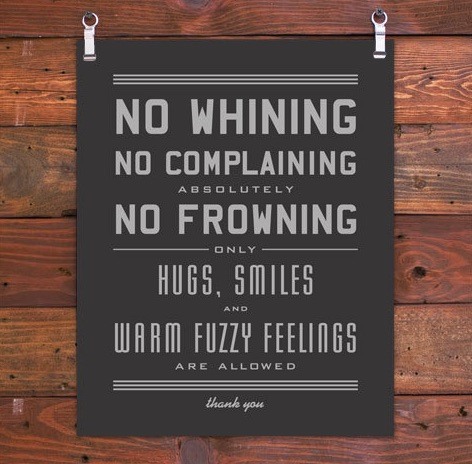 NO WHINING
NO COMPLAINING
ABSOLUTELY
NO FROWNING
ONLY
HUGS, SMILES
AND
WARM FUZZY FEELINGS
ARE ALLOWED
thank you